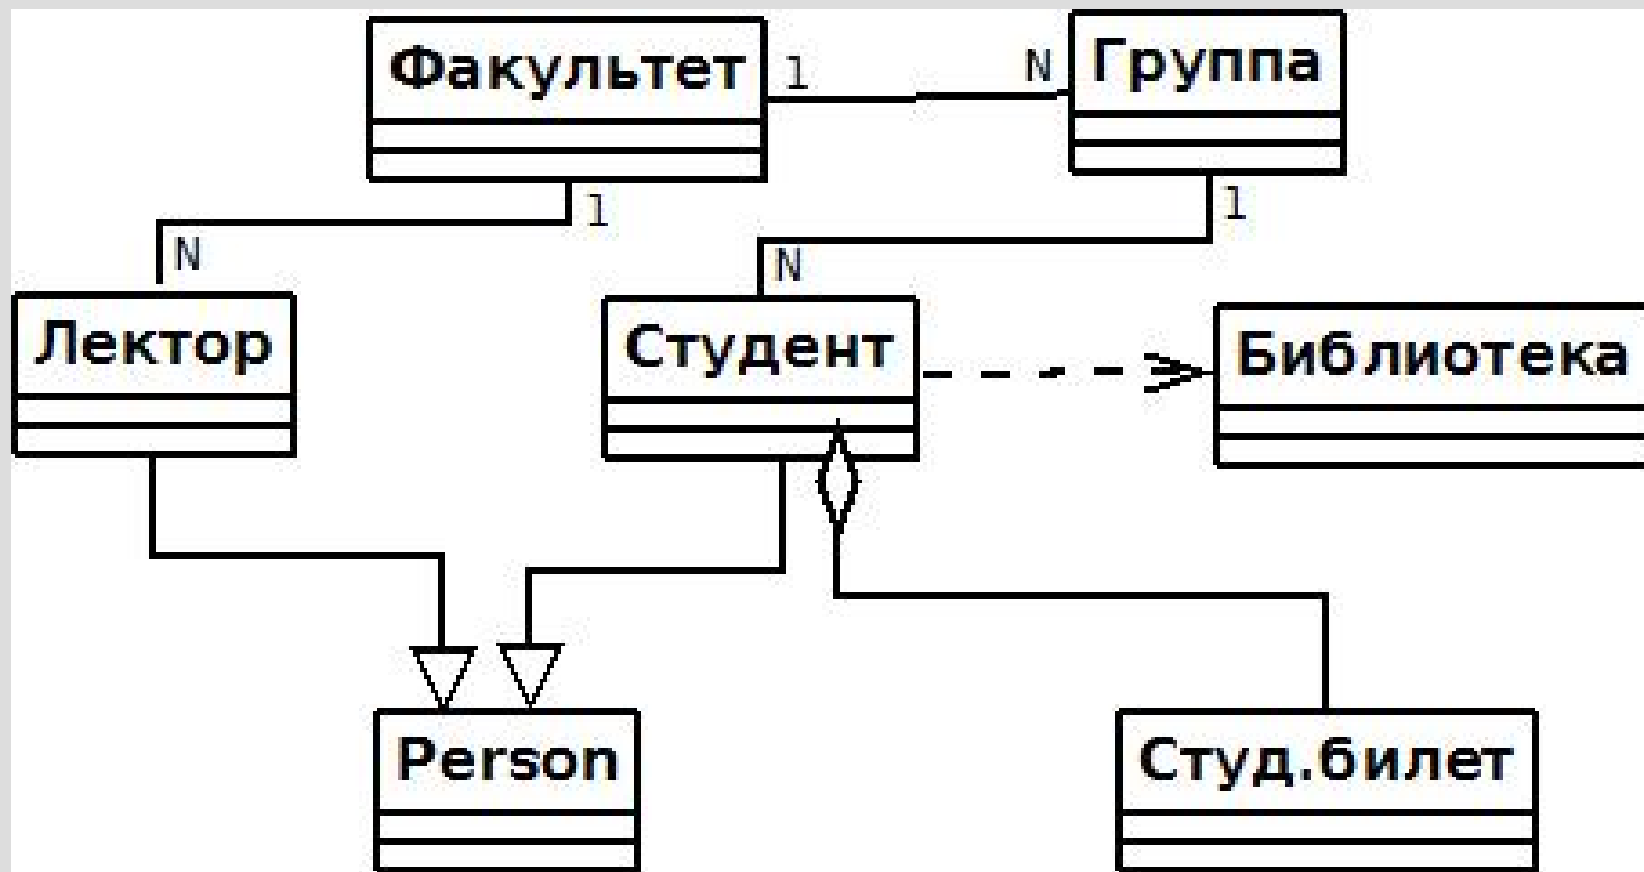 Факультет
1
N
Группа
1
1
N
N
Лектор
Студент
Библиотека
Person
Студ.билет